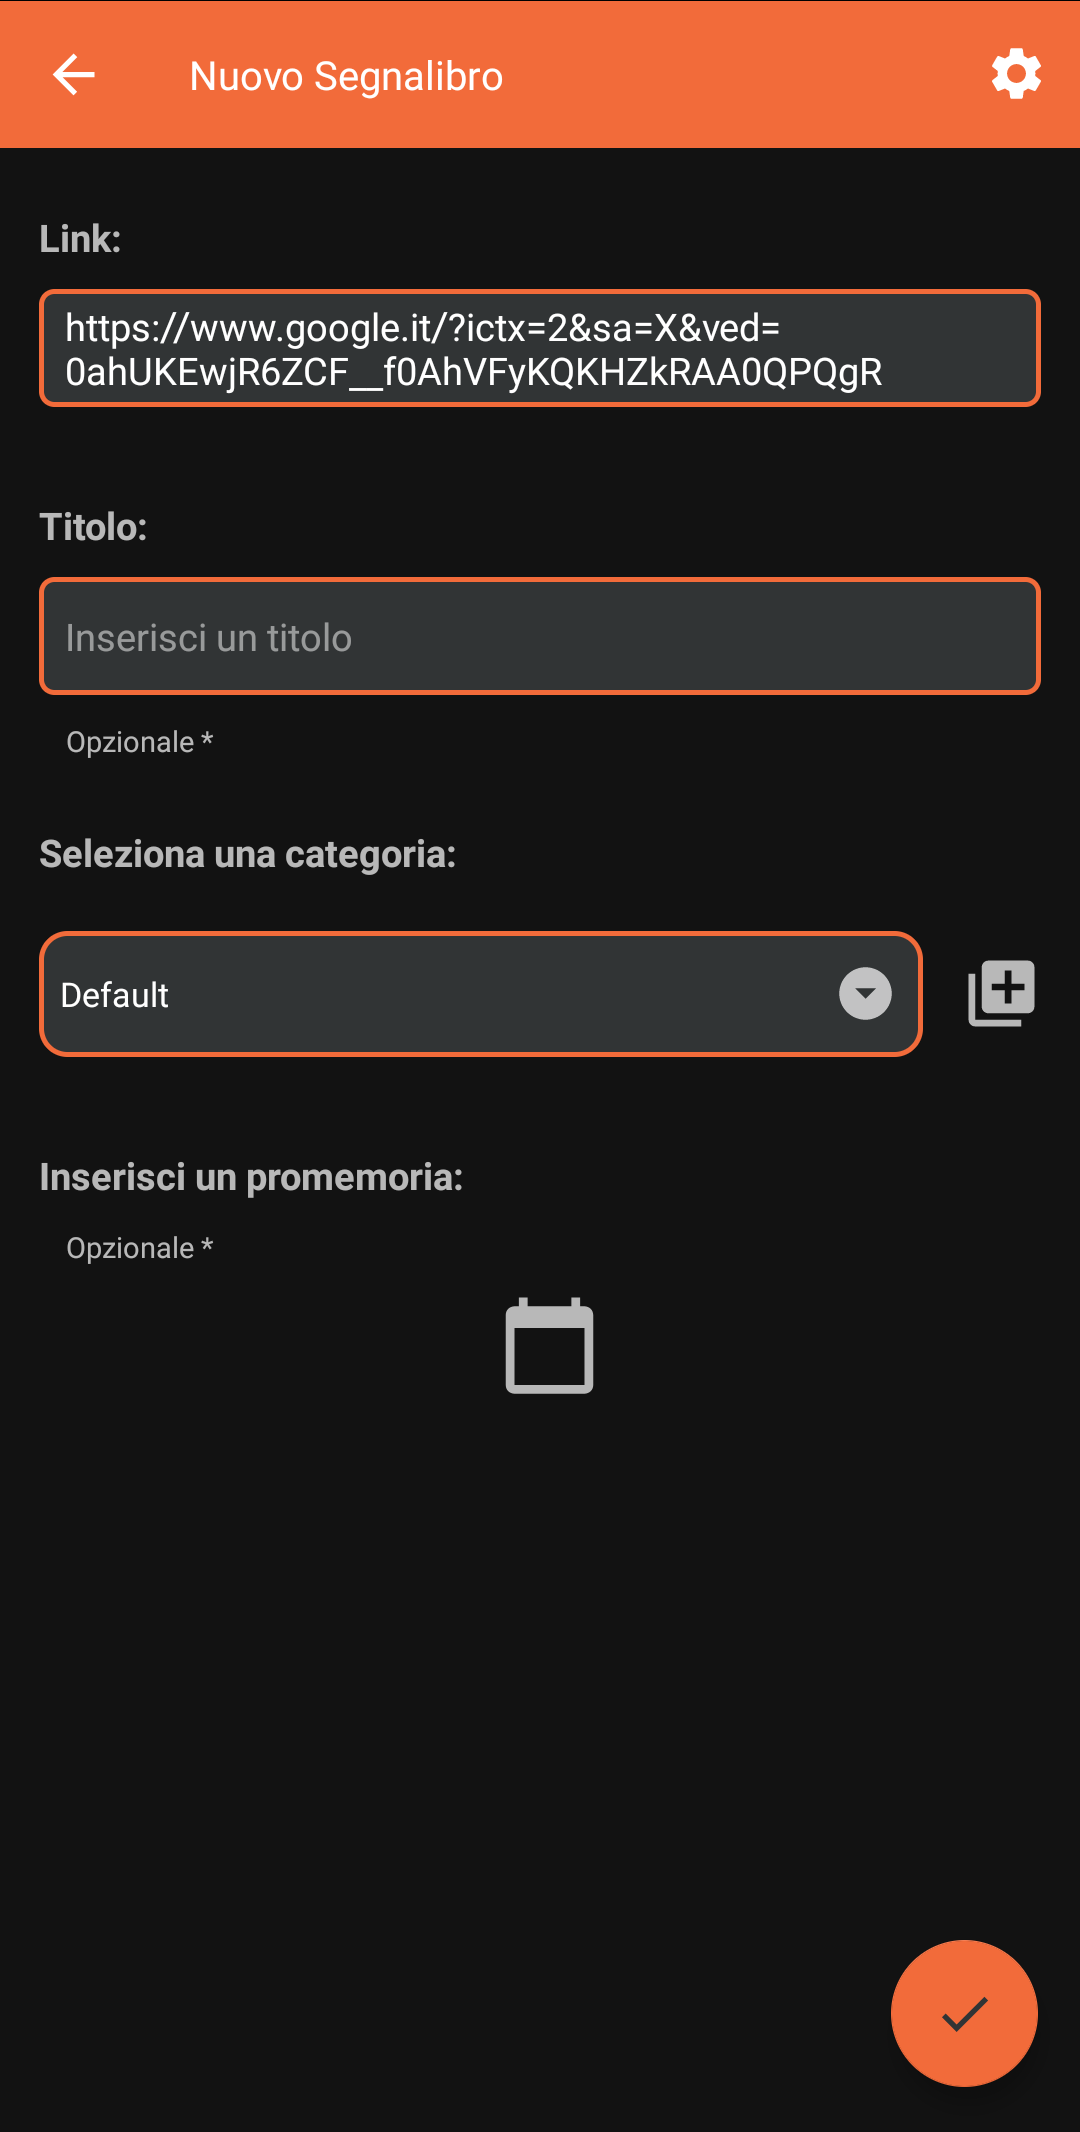 Nuovo Segnalibro
Link:
https://www.google.it/?ictx=2&sa=X&ved=
0ahUKEwjR6ZCF__f0AhVFyKQKHZkRAA0QPQgR
Titolo:
Inserisci un titolo
Opzionale *
Seleziona una categoria:
Default
Inserisci un promemoria:
Opzionale *